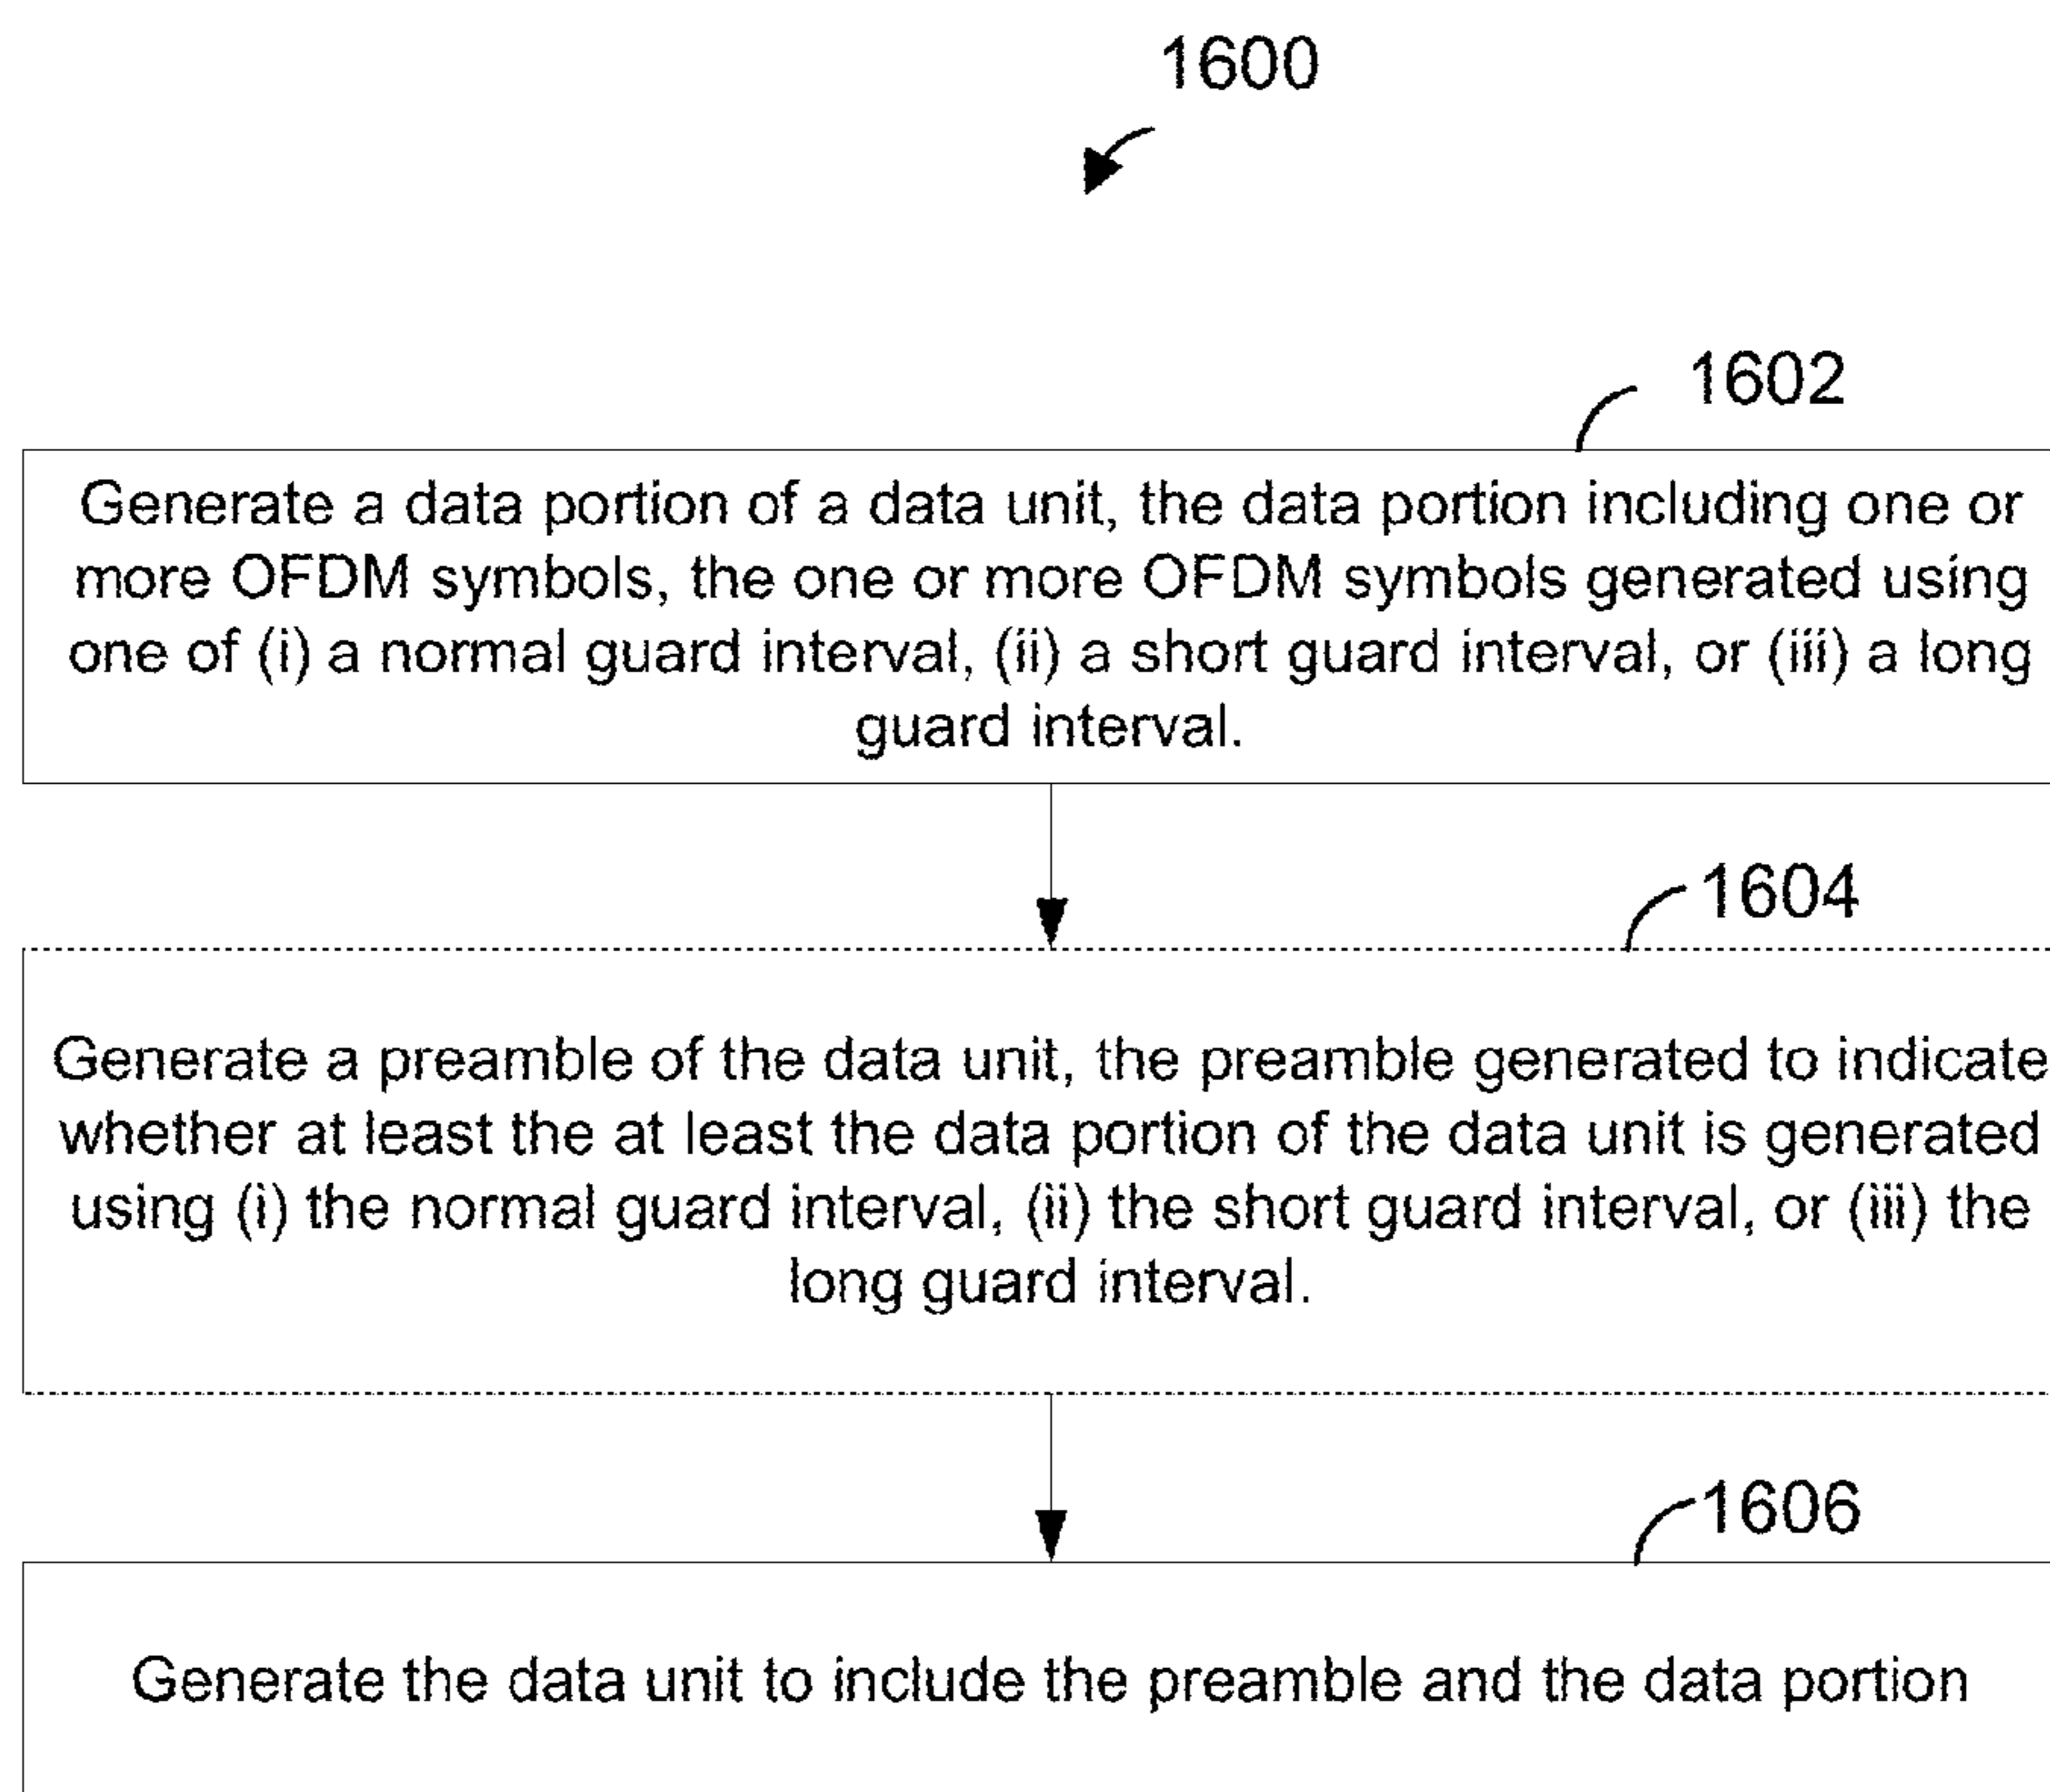 1600
1602
Generate a data portion of a data unit, the data portion including one or
more OFDM symbols, the one or more OFDM symbols generated using
one of (i) a normal guard interval, (ii) a short guard interval, or (iii) a long
guard interval.
1604
Generate a preamble of the data unit, the preamble generated to indicate
whether at least the at least the data portion of the data unit is generated
using (i) the normal guard interval, (ii) the short guard interval, or (iii) the
long guard interval.
1606
Generate the data unit to include the preamble and the data portion